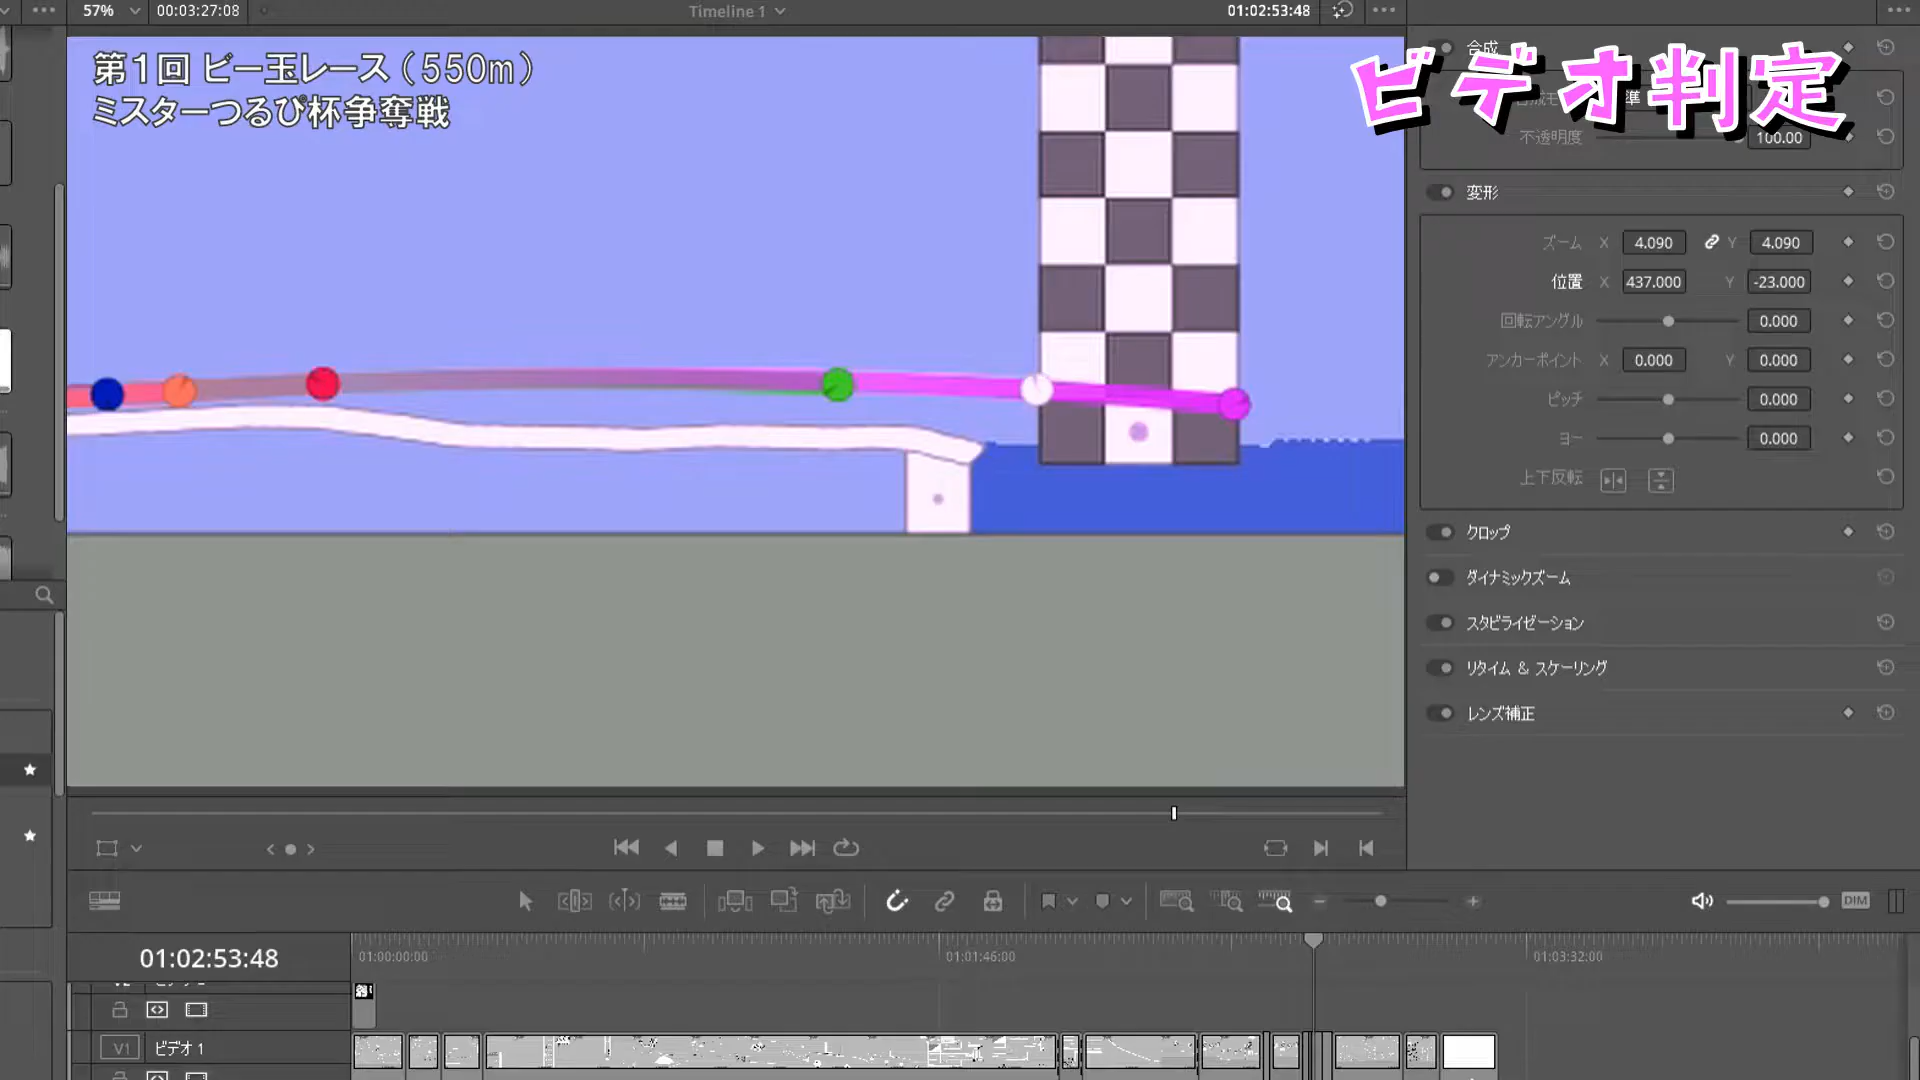 57%
00:03:27:08
Timeline 1
01:02:53:48
第1回 ビー玉レース（550m）
ミスターつるぴ杯争奪戦
ビデオ判定
合成
準
不透明度
100.00
変形
ズーム X 4.090 Y 4.090
位置 X 437.000 Y -23.000
回転アングル 0.000
アンカーポイント X 0.000 Y 0.000
ピッチ 0.000
ヨー 0.000
上下反転
クロップ
ダイナミックズーム
スタビライゼーション
リタイム & スケーリング
レンズ補正
DIM
01:02:53:48
01:00:00:00
01:01:46:00
01:03:32:00
V1 ビデオ 1